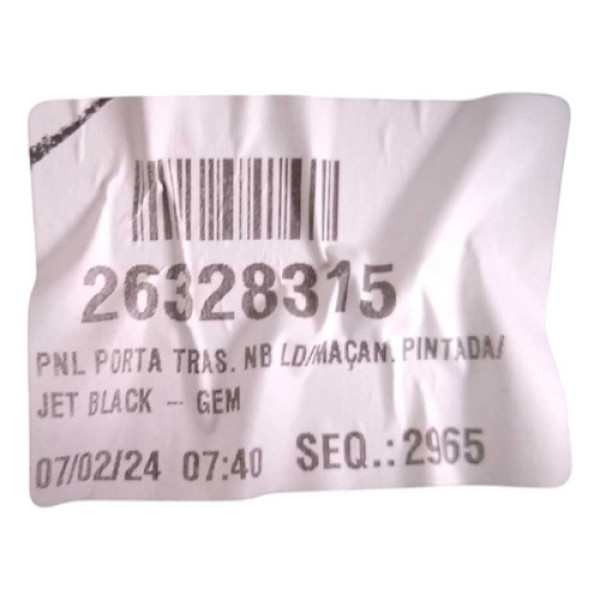 26328315
PNL PORTA TRAS. NB LD/MAÇAN. PINTADA/
JET BLACK - GEM
07/02/24 07:40 SEQ.: 2965